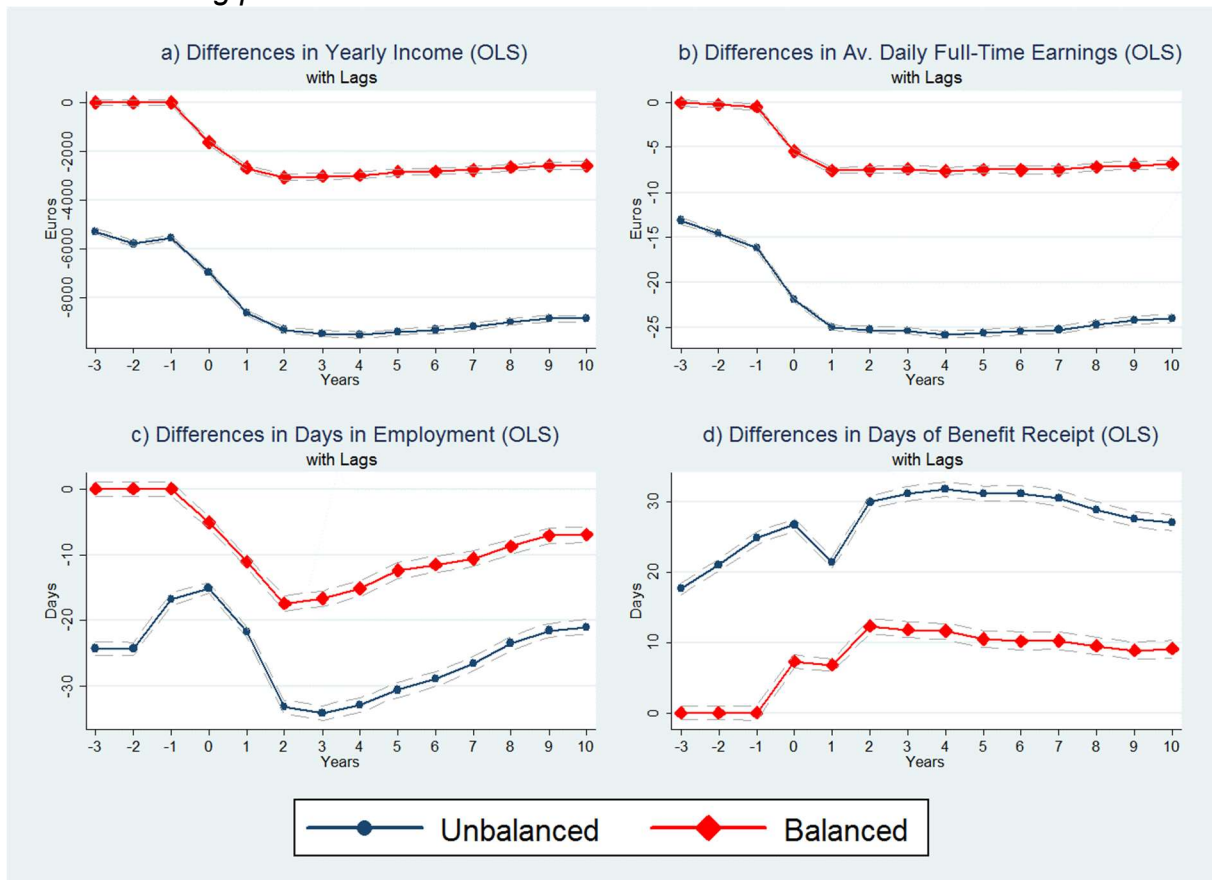 a) Differences in Yearly Income (OLS)
with Lags
Euros
0
-2000
-4000
-6000
-8000
-3 -2 -1 0 1 2 3 4 5 6 7 8 9 10
Years
b) Differences in Av. Daily Full-Time Earnings (OLS)
with Lags
Euros
0
-5
-10
-15
-20
-25
-3 -2 -1 0 1 2 3 4 5 6 7 8 9 10
Years
c) Differences in Days in Employment (OLS)
with Lags
Days
0
-10
-20
-30
-3 -2 -1 0 1 2 3 4 5 6 7 8 9 10
Years
d) Differences in Days of Benefit Receipt (OLS)
with Lags
Days
30
20
10
0
-3 -2 -1 0 1 2 3 4 5 6 7 8 9 10
Years
Unbalanced
Balanced